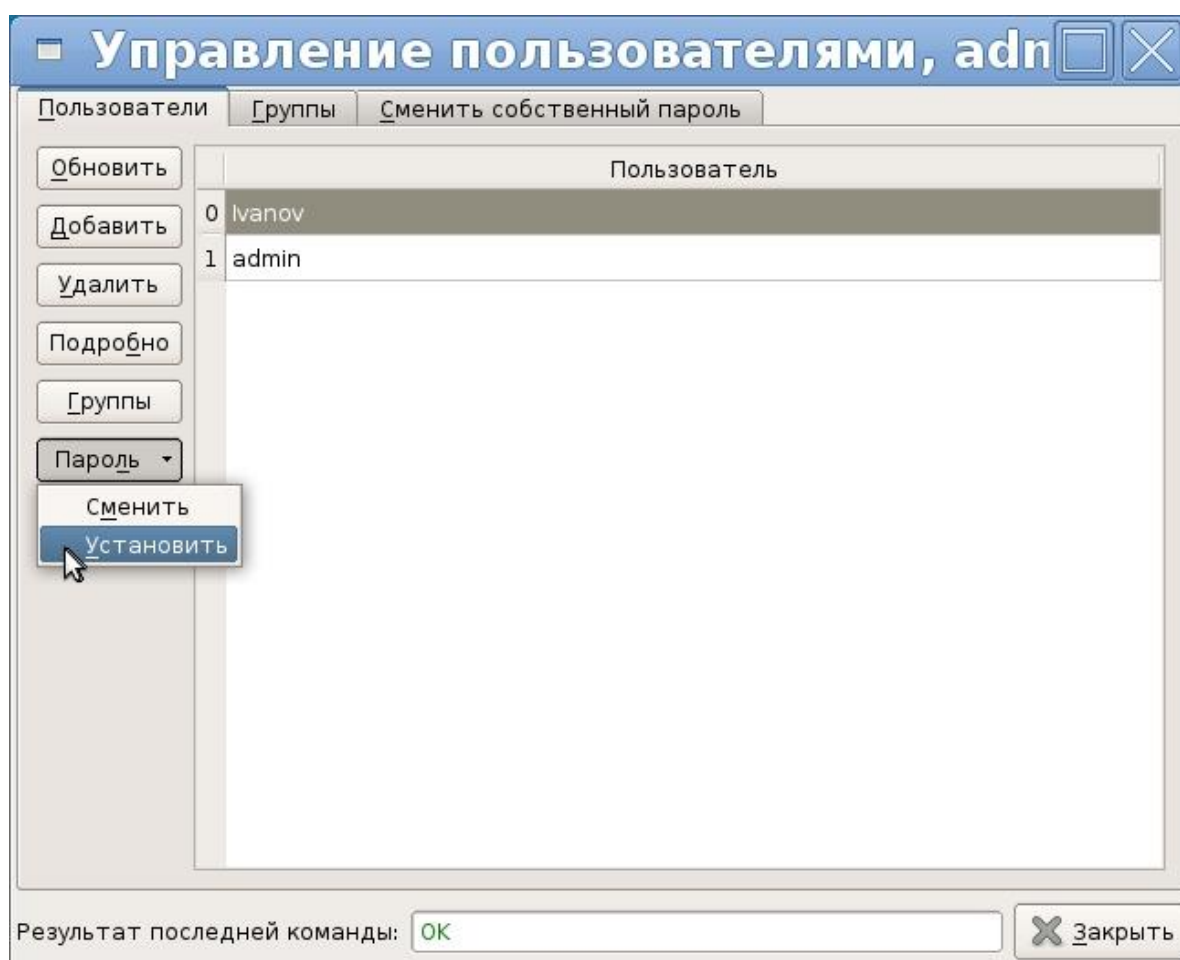 Управление пользователями, adm
Пользователи Группы Сменить собственный пароль
Обновить
Пользователь
0 Ivanov
Добавить
1 admin
Удалить
Подробно
Группы
Пароль
Сменить
Установить
Результат последней команды: OK Закрыть